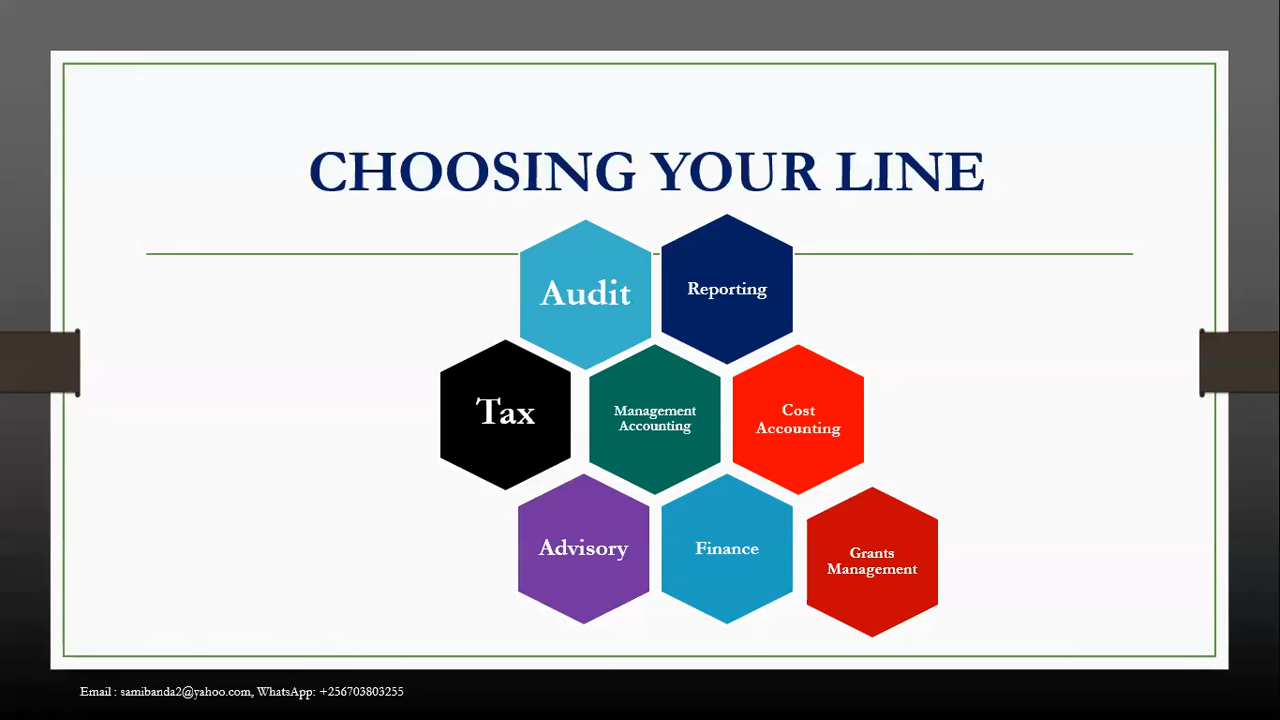 CHOOSING YOUR LINE
Audit
Reporting
Tax
Management
Accounting
Cost
Accounting
Advisory
Finance
Grants
Management
Email : samibanda2@yahoo.com, WhatsApp: +256703803255